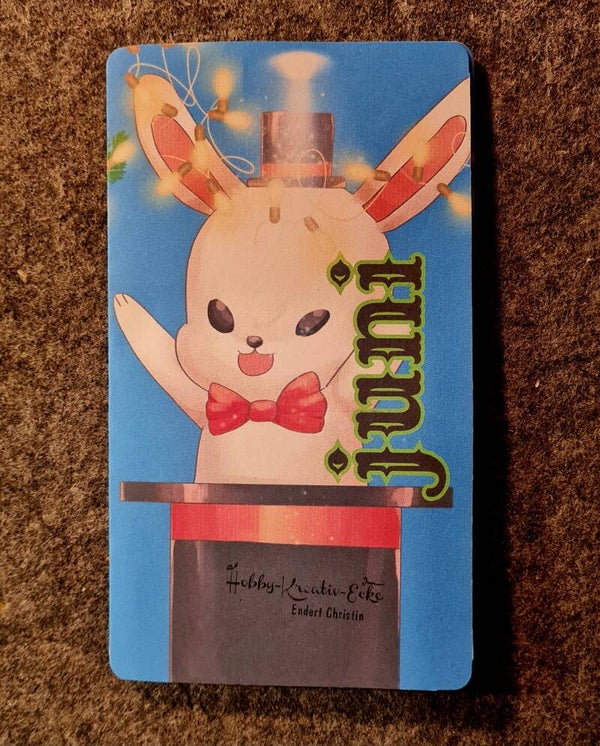 juni
Hobby-Kreativ-Ecke
Endert Christin